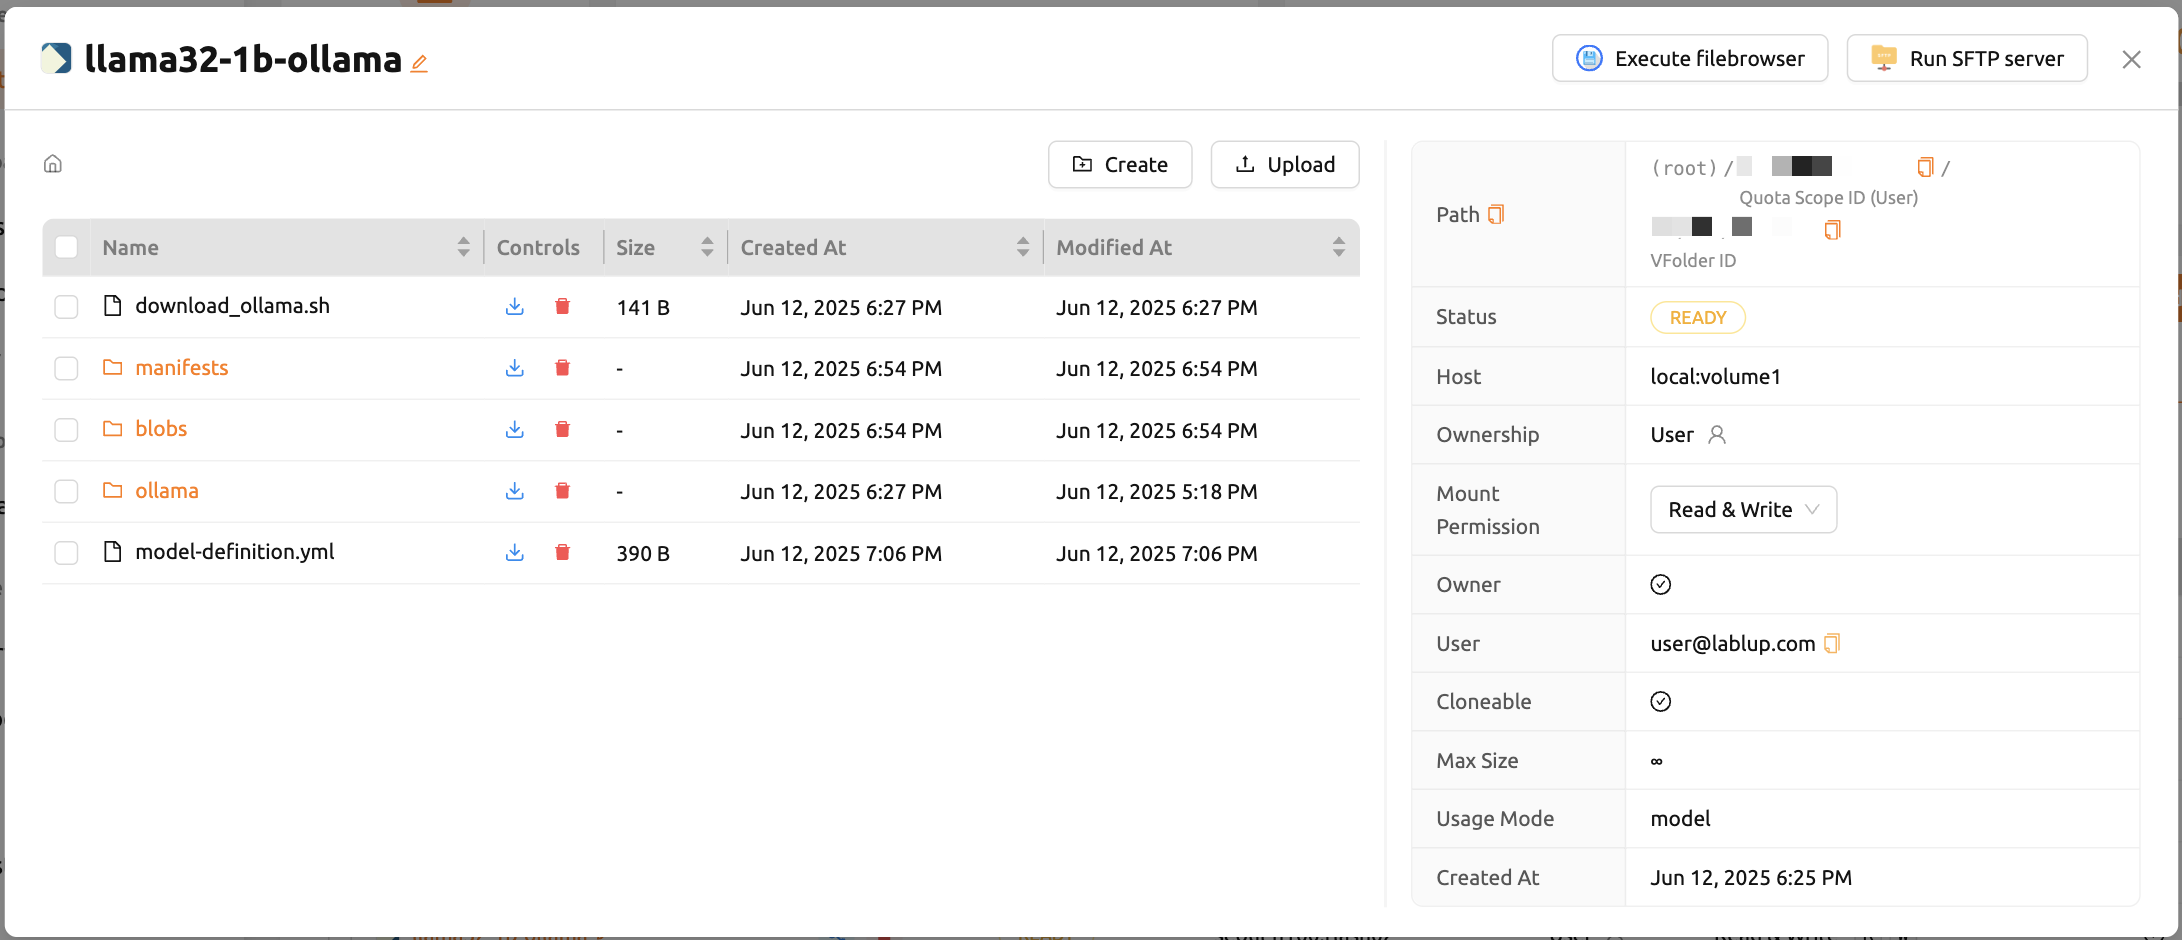 llama32-1b-ollama
Execute filebrowser
Run SFTP server
Create
Upload
Name Controls Size Created At Modified At
download_ollama.sh 141 B Jun 12, 2025 6:27 PM Jun 12, 2025 6:27 PM
manifests - Jun 12, 2025 6:54 PM Jun 12, 2025 6:54 PM
blobs - Jun 12, 2025 6:54 PM Jun 12, 2025 6:54 PM
ollama - Jun 12, 2025 6:27 PM Jun 12, 2025 5:18 PM
model-definition.yml 390 B Jun 12, 2025 7:06 PM Jun 12, 2025 7:06 PM
Path
(root) / /
Quota Scope ID (User)
VFolder ID
Status READY
Host local:volume1
Ownership User
Mount
Permission
Read & Write
Owner
User user@lablup.com
Cloneable
Max Size ∞
Usage Mode model
Created At Jun 12, 2025 6:25 PM